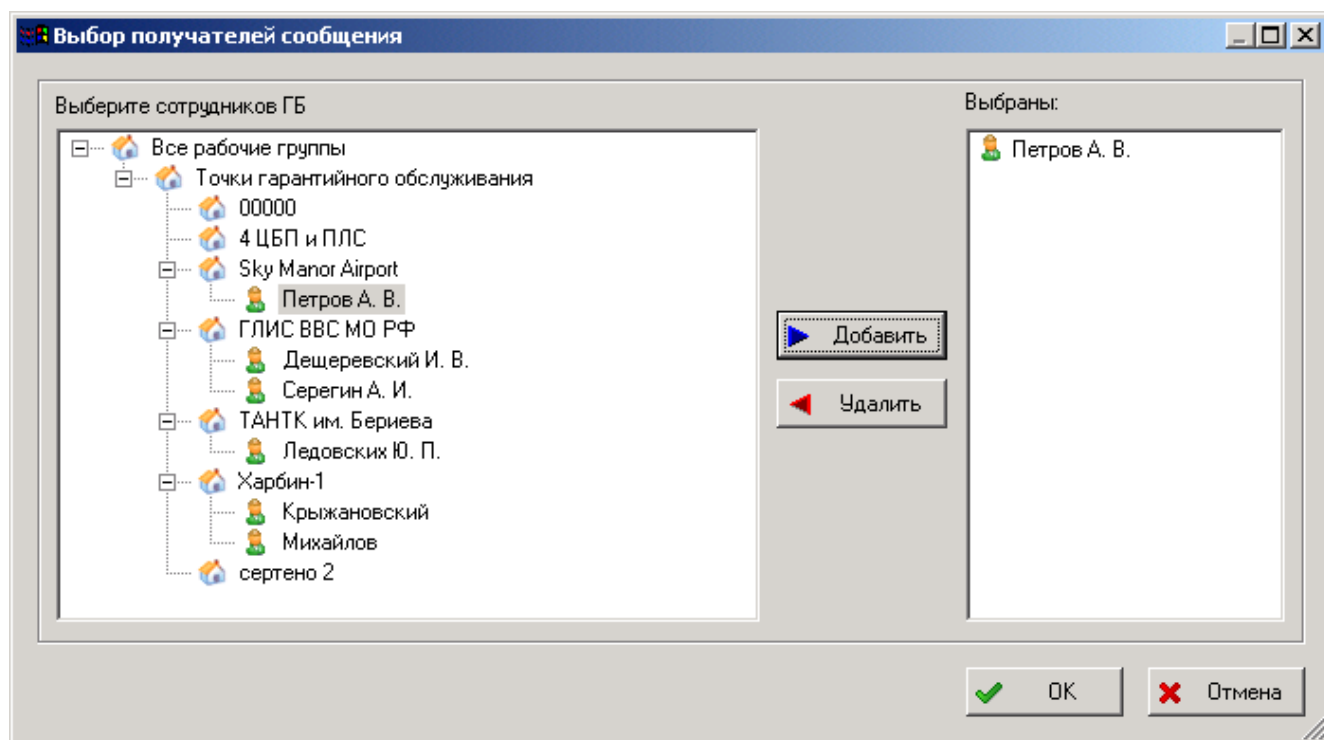 Выбор получателей сообщения
Выберите сотрудников ГБ
Все рабочие группы
Точки гарантийного обслуживания
00000
4 ЦБП и ПЛС
Sky Manor Airport
Петров А. В.
ГЛИС ВВС МО РФ
Дещеревский И. В.
Серегин А. И.
ТАНТК им. Бериева
Ледовских Ю. П.
Харбин-1
Крыжановский
Михайлов
сертено 2
Добавить
Удалить
Выбраны:
Петров А. В.
OK
Отмена